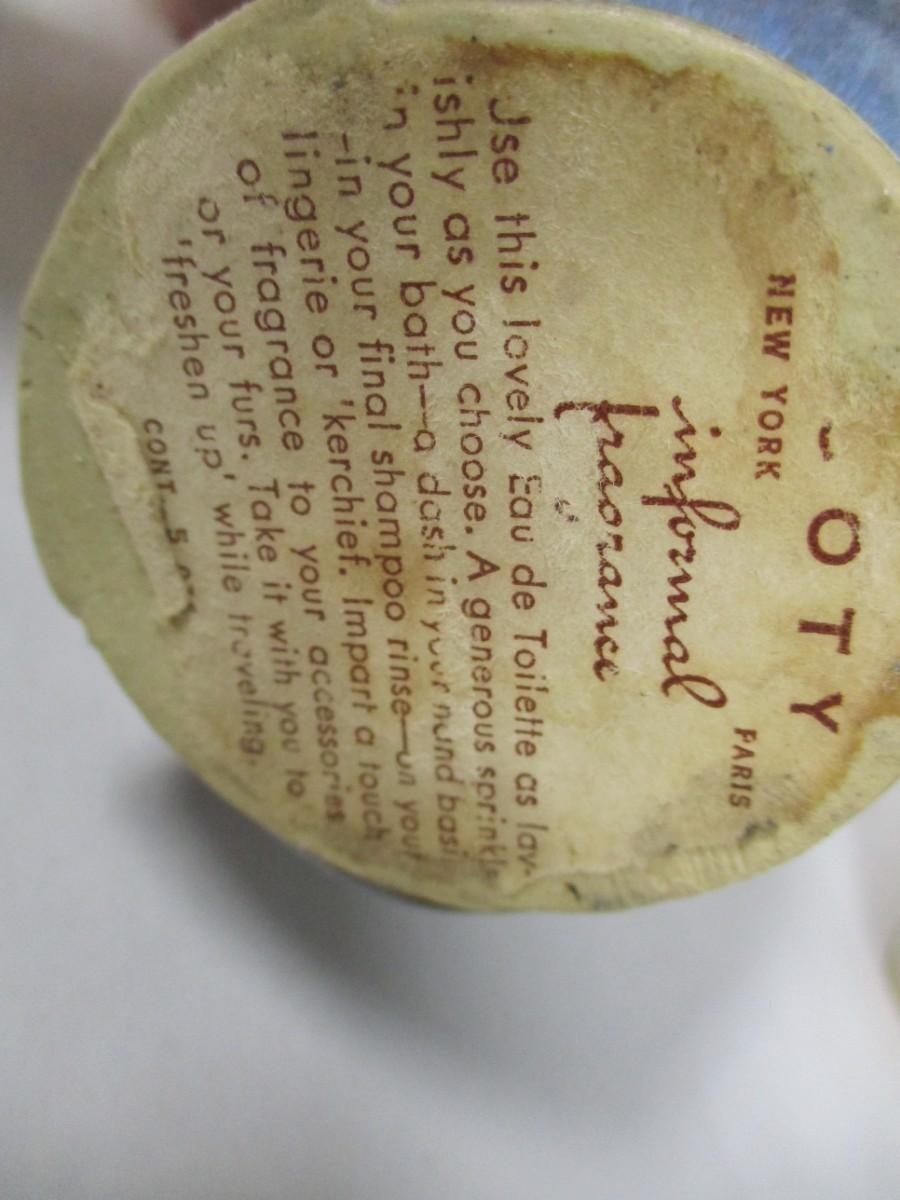 OTY
NEW YORK PARIS
informal
fragrance
Use this lovely Eau de Toilette as lav-
ishly as you choose. A generous sprinkle
in your bath—a dash in your hand basi
—in your final shampoo rinse—on your
lingerie or 'kerchief. Impart a touch
of fragrance to your accessories
or your furs. Take it with you to
'freshen up' while traveling.
CONT. 5